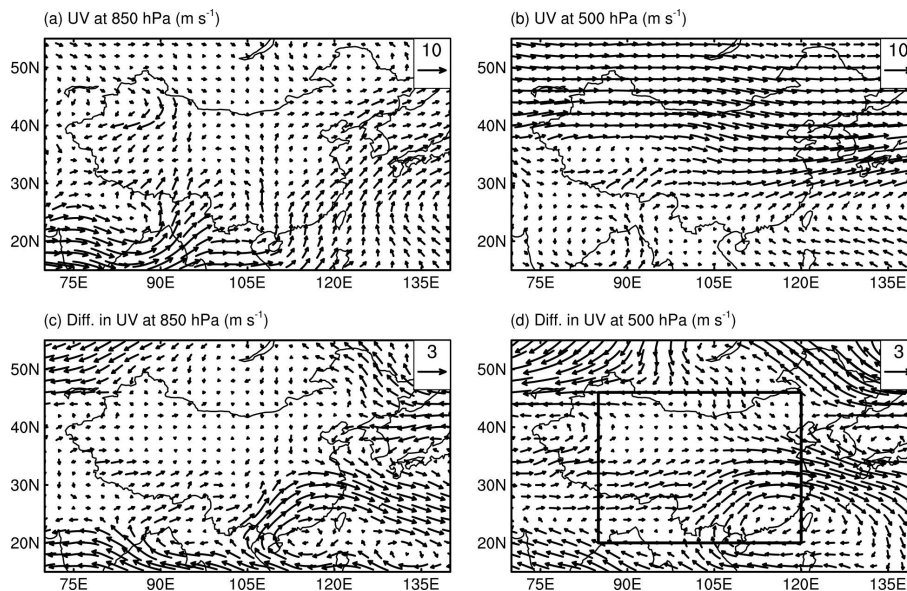 (a) UV at 850 hPa (m s⁻¹)
(b) UV at 500 hPa (m s⁻¹)
10
10
50N
40N
30N
20N
50N
40N
30N
20N
75E 90E 105E 120E 135E
75E 90E 105E 120E 135E
(c) Diff. in UV at 850 hPa (m s⁻¹)
(d) Diff. in UV at 500 hPa (m s⁻¹)
3
3
50N
40N
30N
20N
50N
40N
30N
20N
75E 90E 105E 120E 135E
75E 90E 105E 120E 135E